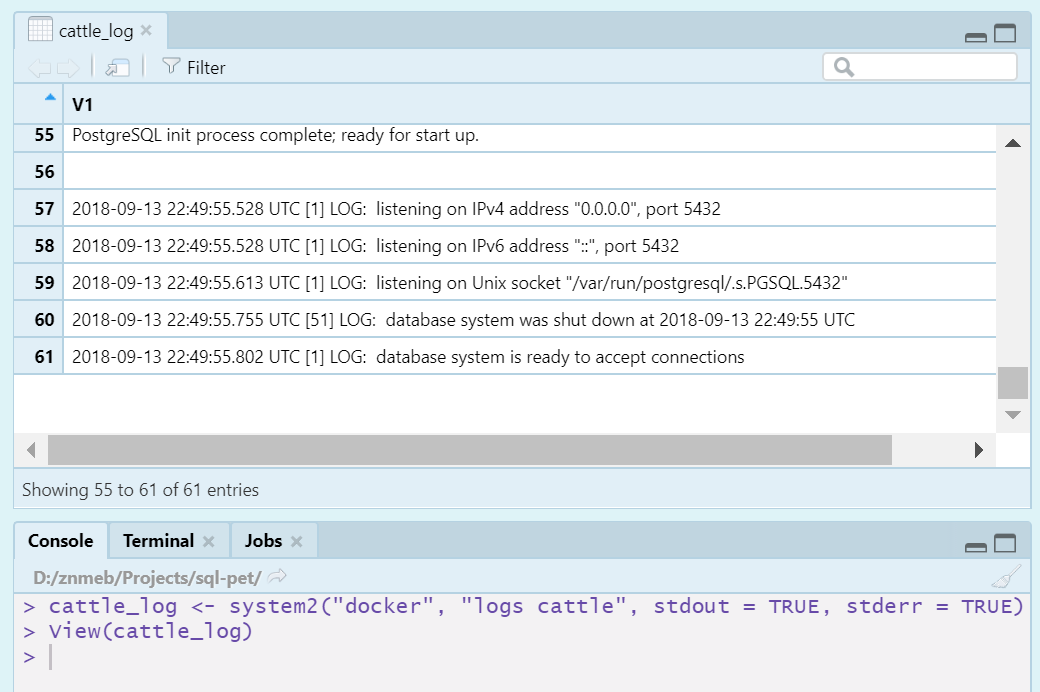 cattle_log
Filter
V1
55 PostgreSQL init process complete; ready for start up.
56
57 2018-09-13 22:49:55.528 UTC [1] LOG:  listening on IPv4 address "0.0.0.0", port 5432
58 2018-09-13 22:49:55.528 UTC [1] LOG:  listening on IPv6 address "::", port 5432
59 2018-09-13 22:49:55.613 UTC [1] LOG:  listening on Unix socket "/var/run/postgresql/.s.PGSQL.5432"
60 2018-09-13 22:49:55.755 UTC [51] LOG:  database system was shut down at 2018-09-13 22:49:55 UTC
61 2018-09-13 22:49:55.802 UTC [1] LOG:  database system is ready to accept connections
Showing 55 to 61 of 61 entries
Console Terminal Jobs
D:/znmeb/Projects/sql-pet/
> cattle_log <- system2("docker", "logs cattle", stdout = TRUE, stderr = TRUE)
> View(cattle_log)
>